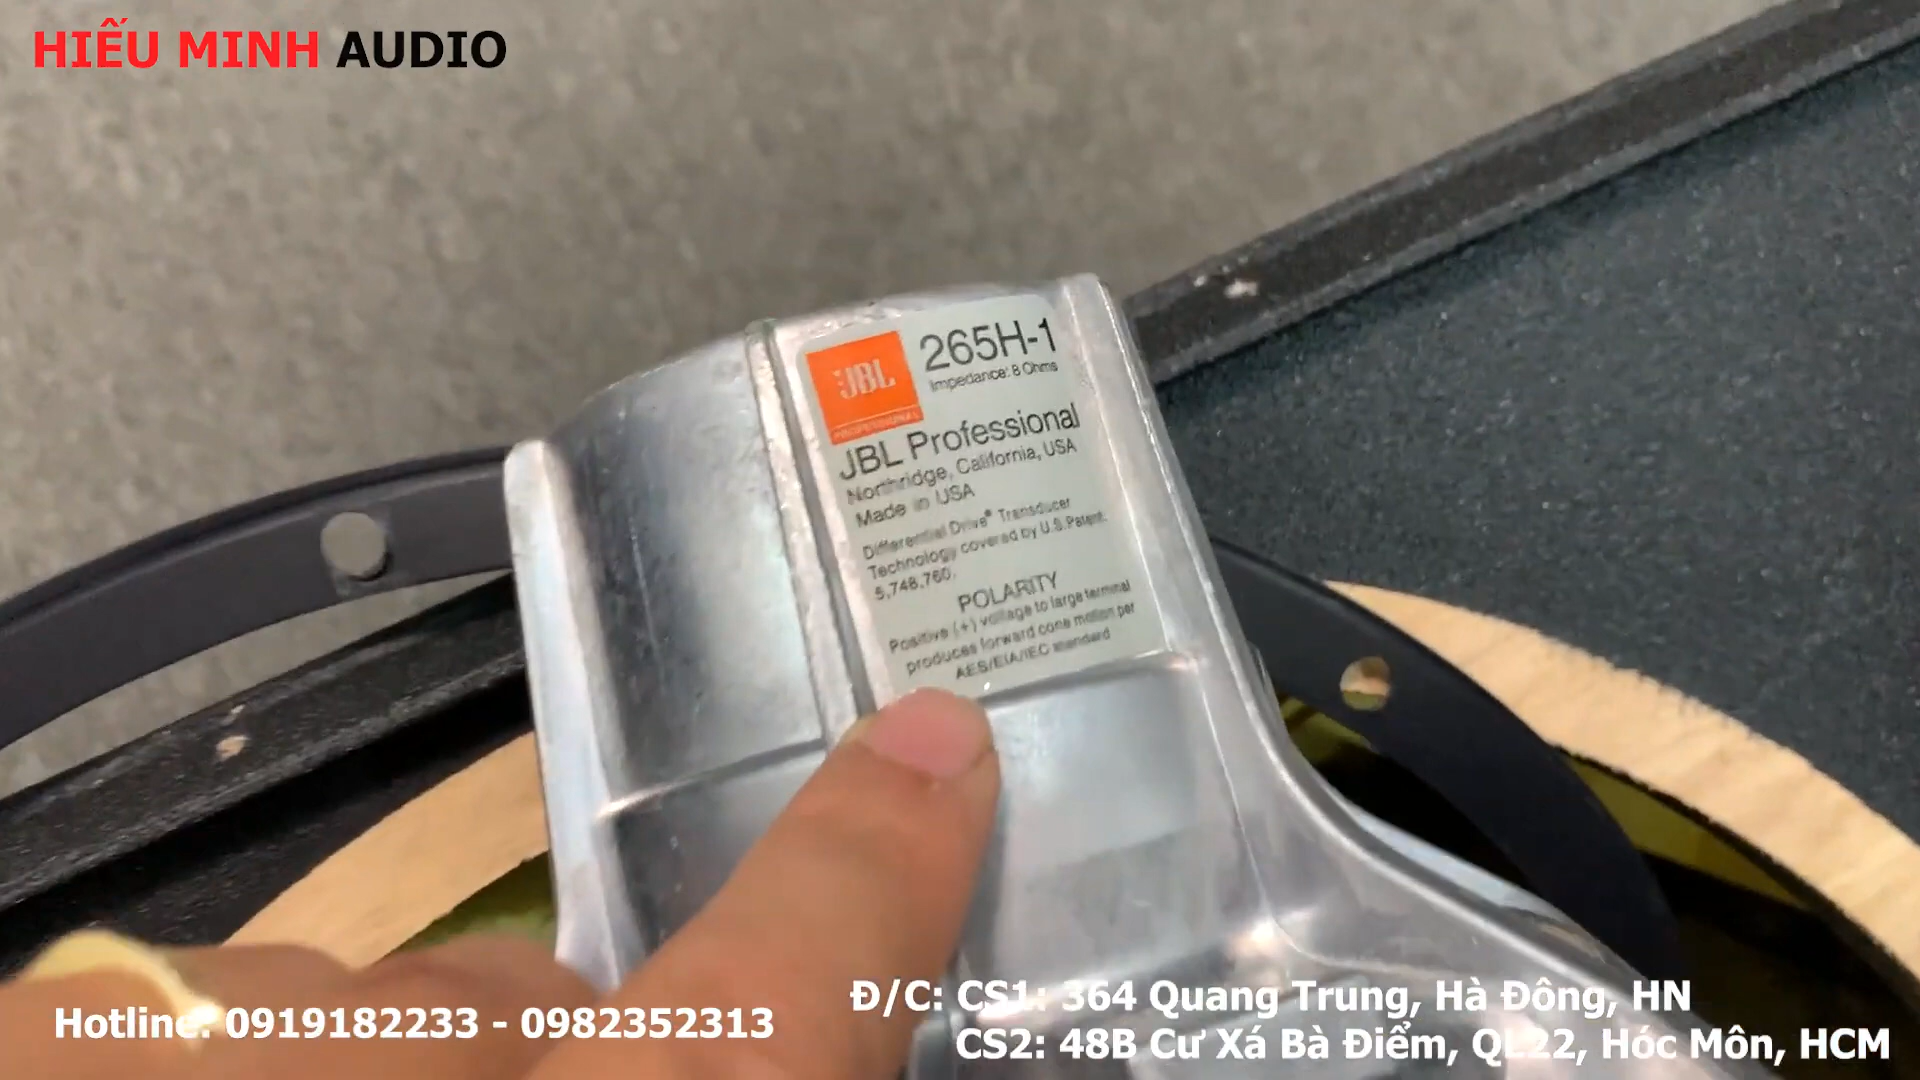 HIẾU MINH AUDIO
JBL
PROFESSIONAL
265H-1
Impedance: 8 Ohms
JBL Professional
Northridge, California, USA
Made in USA
Differential Drive® Transducer
Technology covered by U.S.Patent.
5,748,760.
POLARITY
Positive (+) voltage to large terminal
produces forward cone motion per
AES/EIA/IEC standard
Hotline: 0919182233 - 0982352313
Đ/C: CS1: 364 Quang Trung, Hà Đông, HN
CS2: 48B Cư Xá Bà Điểm, QL22, Hóc Môn, HCM